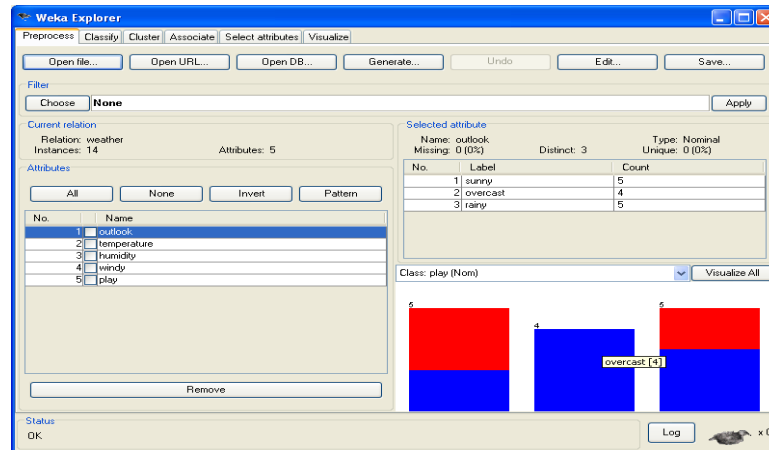 Weka Explorer
Preprocess Classify Cluster Associate Select attributes Visualize
Open file... Open URL... Open DB... Generate... Undo Edit... Save...
Filter
Choose None Apply
Current relation
Relation: weather
Instances: 14 Attributes: 5
Attributes
All None Invert Pattern
No. Name
1 outlook
2 temperature
3 humidity
4 windy
5 play
Remove
Selected attribute
Name: outlook Type: Nominal
Missing: 0 (0%) Distinct: 3 Unique: 0 (0%)
No. Label Count
1 sunny 5
2 overcast 4
3 rainy 5
Class: play (Nom) Visualize All
5 4 5
overcast [4]
Status
OK
Log x 0